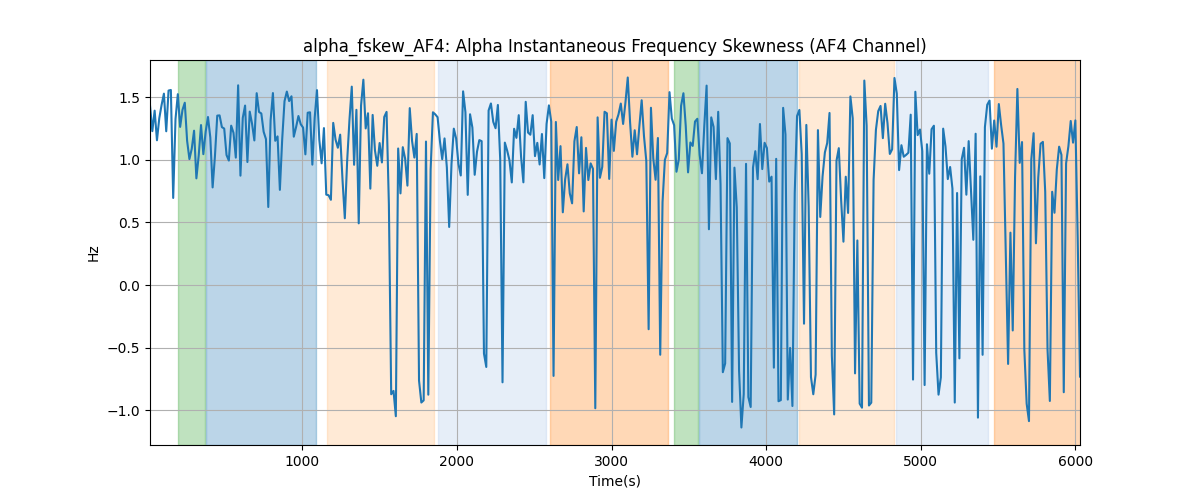 alpha_fskew_AF4: Alpha Instantaneous Frequency Skewness (AF4 Channel)
1.5
1.0
0.5
0.0
−0.5
−1.0
Hz
1000 2000 3000 4000 5000 6000
Time(s)